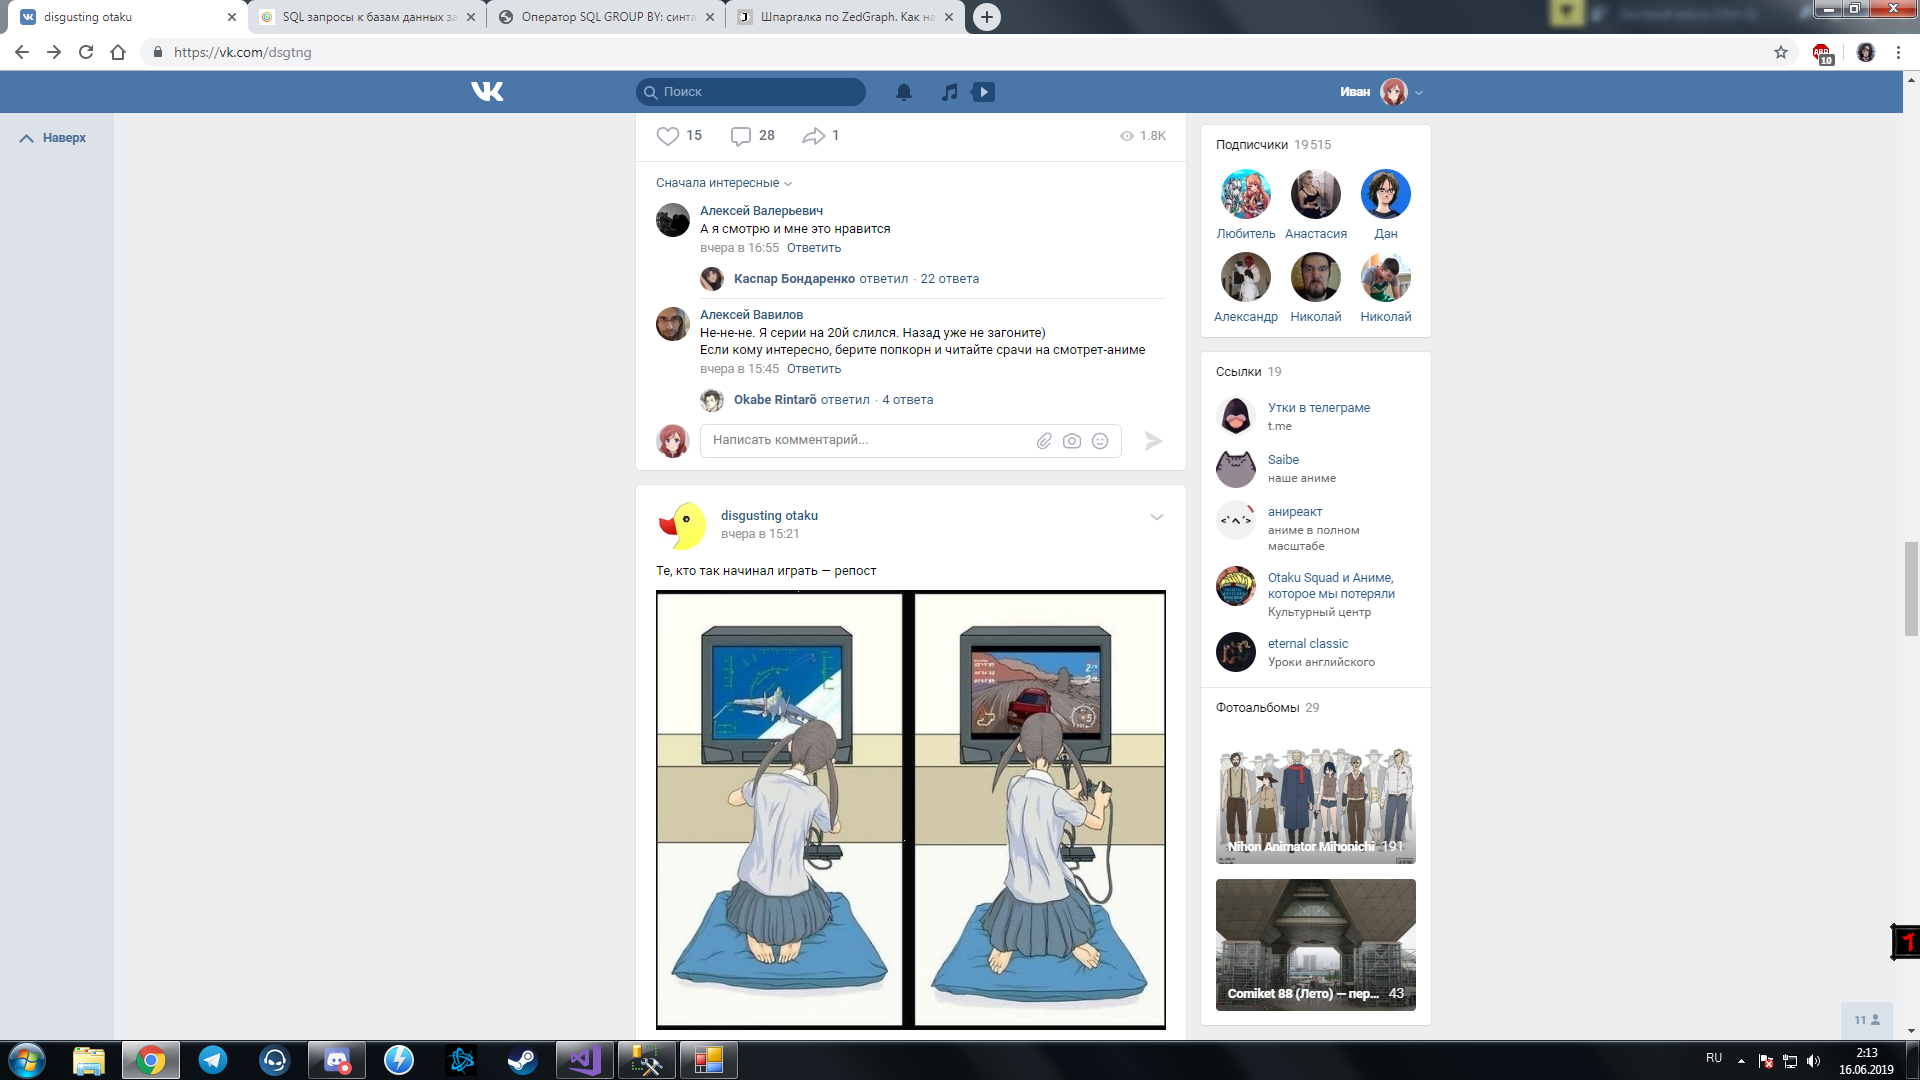 disgusting otaku
SQL запросы к базам данных за
Оператор SQL GROUP BY: синта
Шпаргалка по ZedGraph. Как на
https://vk.com/dsgtng
10
Поиск
Иван
Наверх
15
28
1
1.8K
Сначала интересные
Алексей Валерьевич
А я смотрю и мне это нравится
вчера в 16:55 Ответить
Каспар Бондаренко ответил · 22 ответа
Алексей Вавилов
Не-не-не. Я серии на 20й слился. Назад уже не загоните)
Если кому интересно, берите попкорн и читайте срачи на смотрет-аниме
вчера в 15:45 Ответить
Okabe Rintarō ответил · 4 ответа
Написать комментарий...
disgusting otaku
вчера в 15:21
Те, кто так начинал играть — репост
Подписчики 19 515
Любитель Анастасия Дан
Александр Николай Николай
Ссылки 19
Утки в телеграме
t.me
Saibe
наше аниме
аниреакт
аниме в полном
масштабе
Otaku Squad и Аниме,
которое мы потеряли
Культурный центр
eternal classic
Уроки английского
Фотоальбомы 29
Nihon Animator Mihonichi 191
Comiket 88 (Лето) — пер... 43
11
RU
2:13
16.06.2019